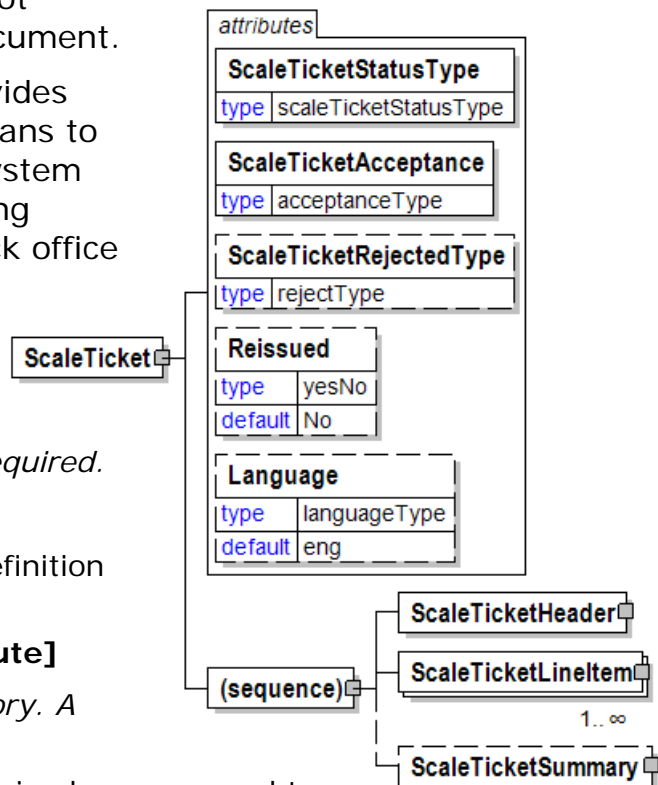 cument.
vides
ans to
ystem
ng
k office
equired.
efinition
ute]
ory. A
attributes
ScaleTicketStatusType
type scaleTicketStatusType
ScaleTicketAcceptance
type acceptanceType
ScaleTicketRejectedType
type rejectType
Reissued
type yesNo
default No
Language
type languageType
default eng
ScaleTicket
(sequence)
ScaleTicketHeader
ScaleTicketLineItem
1.. ∞
ScaleTicketSummary